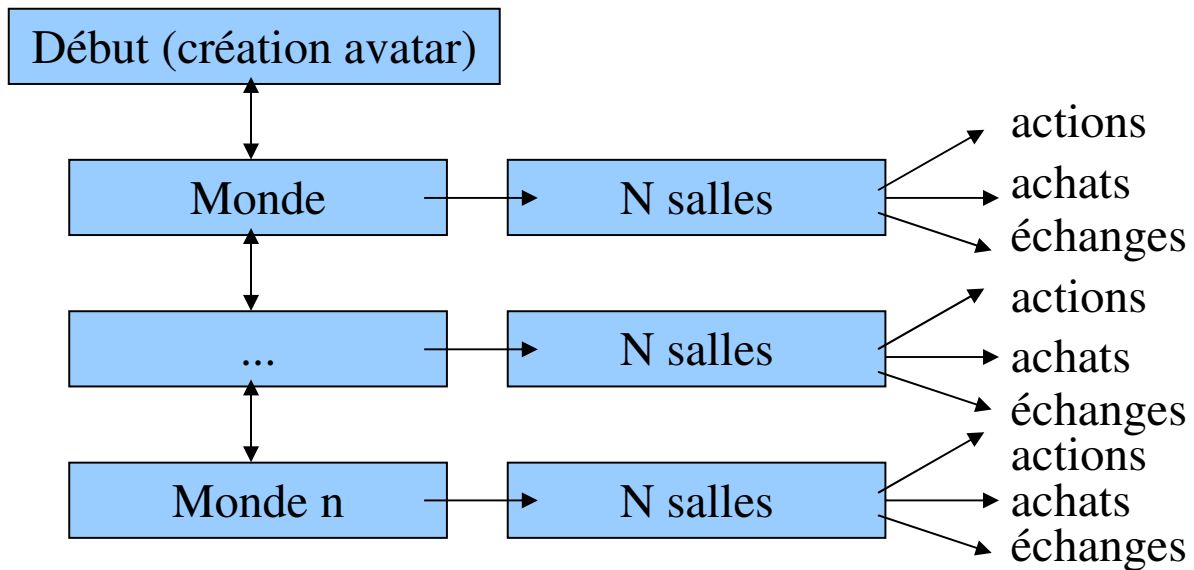 Début (création avatar)
actions
Monde
N salles
achats
échanges
actions
...
N salles
achats
échanges
actions
Monde n
N salles
achats
échanges